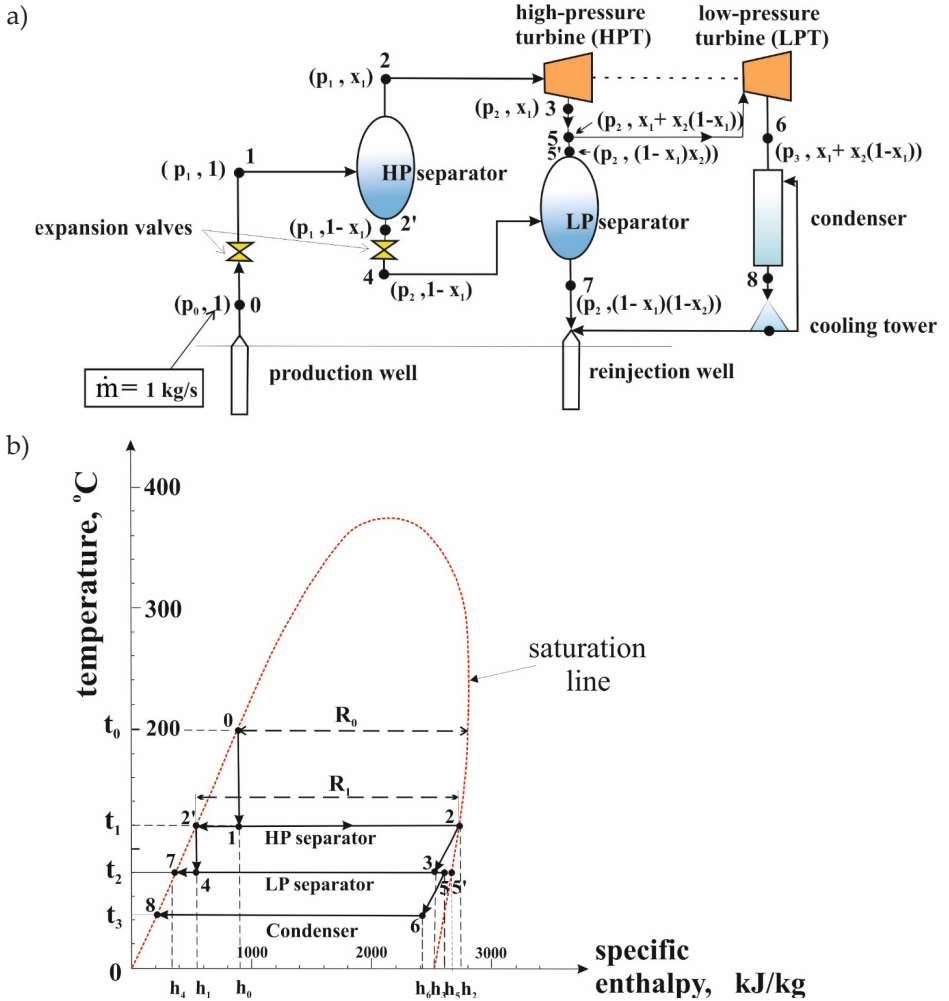 a)
high-pressure
turbine (HPT)
low-pressure
turbine (LPT)
2
(p₁ , x₁)
(p₂ , x₁)
3
5
(p₂ , x₁+ x₂(1-x₁))
5'
(p₂ , (1- x₁)x₂))
6
(p₃, x₁+ x₂(1-x₁))
1
( p₁ , 1)
HP separator
LP separator
condenser
expansion valves
(p₁ ,1- x₁)
2'
4
(p₂ ,1- x₁)
7
8
(p₀, 1)
0
(p₂ ,(1- x₁)(1-x₂))
cooling tower
ṁ = 1 kg/s
production well
reinjection well
b)
temperature, °C
400
300
saturation
line
t₀
200
0
R₀
R₁
t₁
2'
1
HP separator
2
t₂
7
4
LP separator
3
5
5'
t₃
8
Condenser
6
0
1000
2000
3000
h₄
h₁
h₀
h₆
h₃
h₅
h₂
specific
enthalpy, kJ/kg